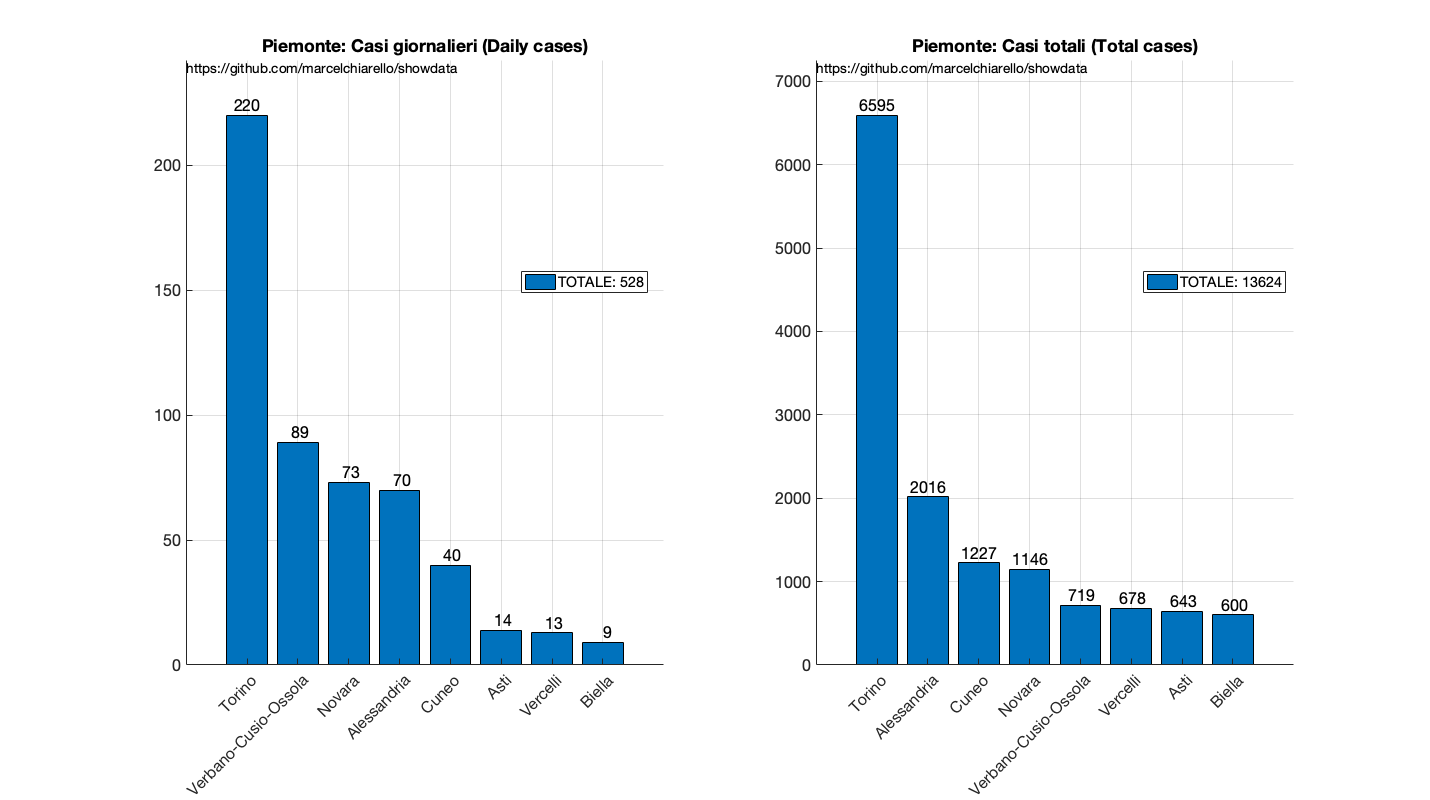 Piemonte: Casi giornalieri (Daily cases)
https://github.com/marcelchiarello/showdata
220
200
TOTALE: 528
150
100
89
73
70
50
40
14
13
9
0
Torino
Verbano-Cusio-Ossola
Novara
Alessandria
Cuneo
Asti
Vercelli
Biella
Piemonte: Casi totali (Total cases)
https://github.com/marcelchiarello/showdata
7000
6595
6000
5000
TOTALE: 13624
4000
3000
2000
2016
1227
1146
1000
719
678
643
600
0
Torino
Alessandria
Cuneo
Novara
Verbano-Cusio-Ossola
Vercelli
Asti
Biella